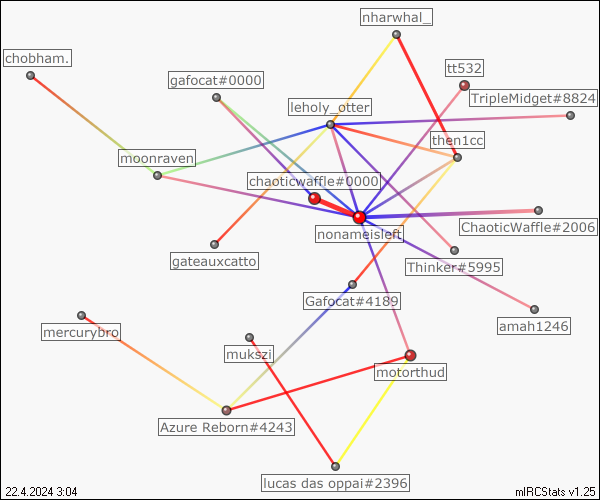 nharwhal_
chobham.
tt532
gafocat#0000
TripleMidget#8824
leholy_otter
then1cc
moonraven
chaoticwaffle#0000
ChaoticWaffle#2006
nonameisleft
gateauxcatto
Thinker#5995
Gafocat#4189
amah1246
mercurybro
mukszi
motorthud
Azure Reborn#4243
lucas das oppai#2396
22.4.2024 3:04
mIRCStats v1.25